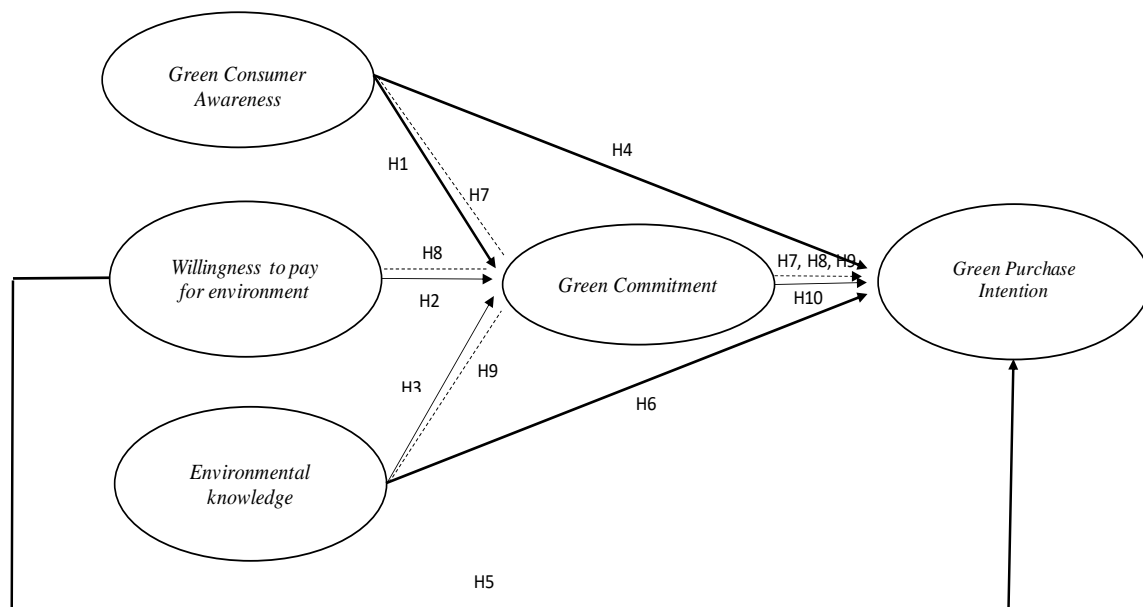 Green Consumer
Awareness
H1
H7
H4
Willingness to pay
for environment
H8
H2
Green Commitment
H7, H8, H9
H10
Green Purchase
Intention
H3
H9
H6
Environmental
knowledge
H5